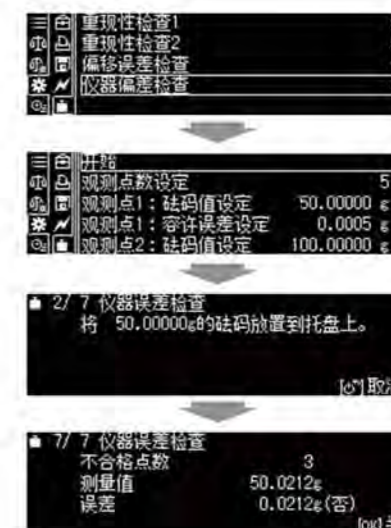 重现性检查1
重现性检查2
偏移误差检查
仪器偏差检查
开始
观测点数设定 5
观测点1：砝码值设定 50.00000 g
观测点1：容许误差设定 0.0005 g
观测点2：砝码值设定 100.00000 g
2/ 7 仪器误差检查
将 50.00000g的砝码放置到托盘上。
取消
7/ 7 仪器误差检查
不合格点数 3
测量值 50.0212g
误差 0.0212g(否)
[OK]